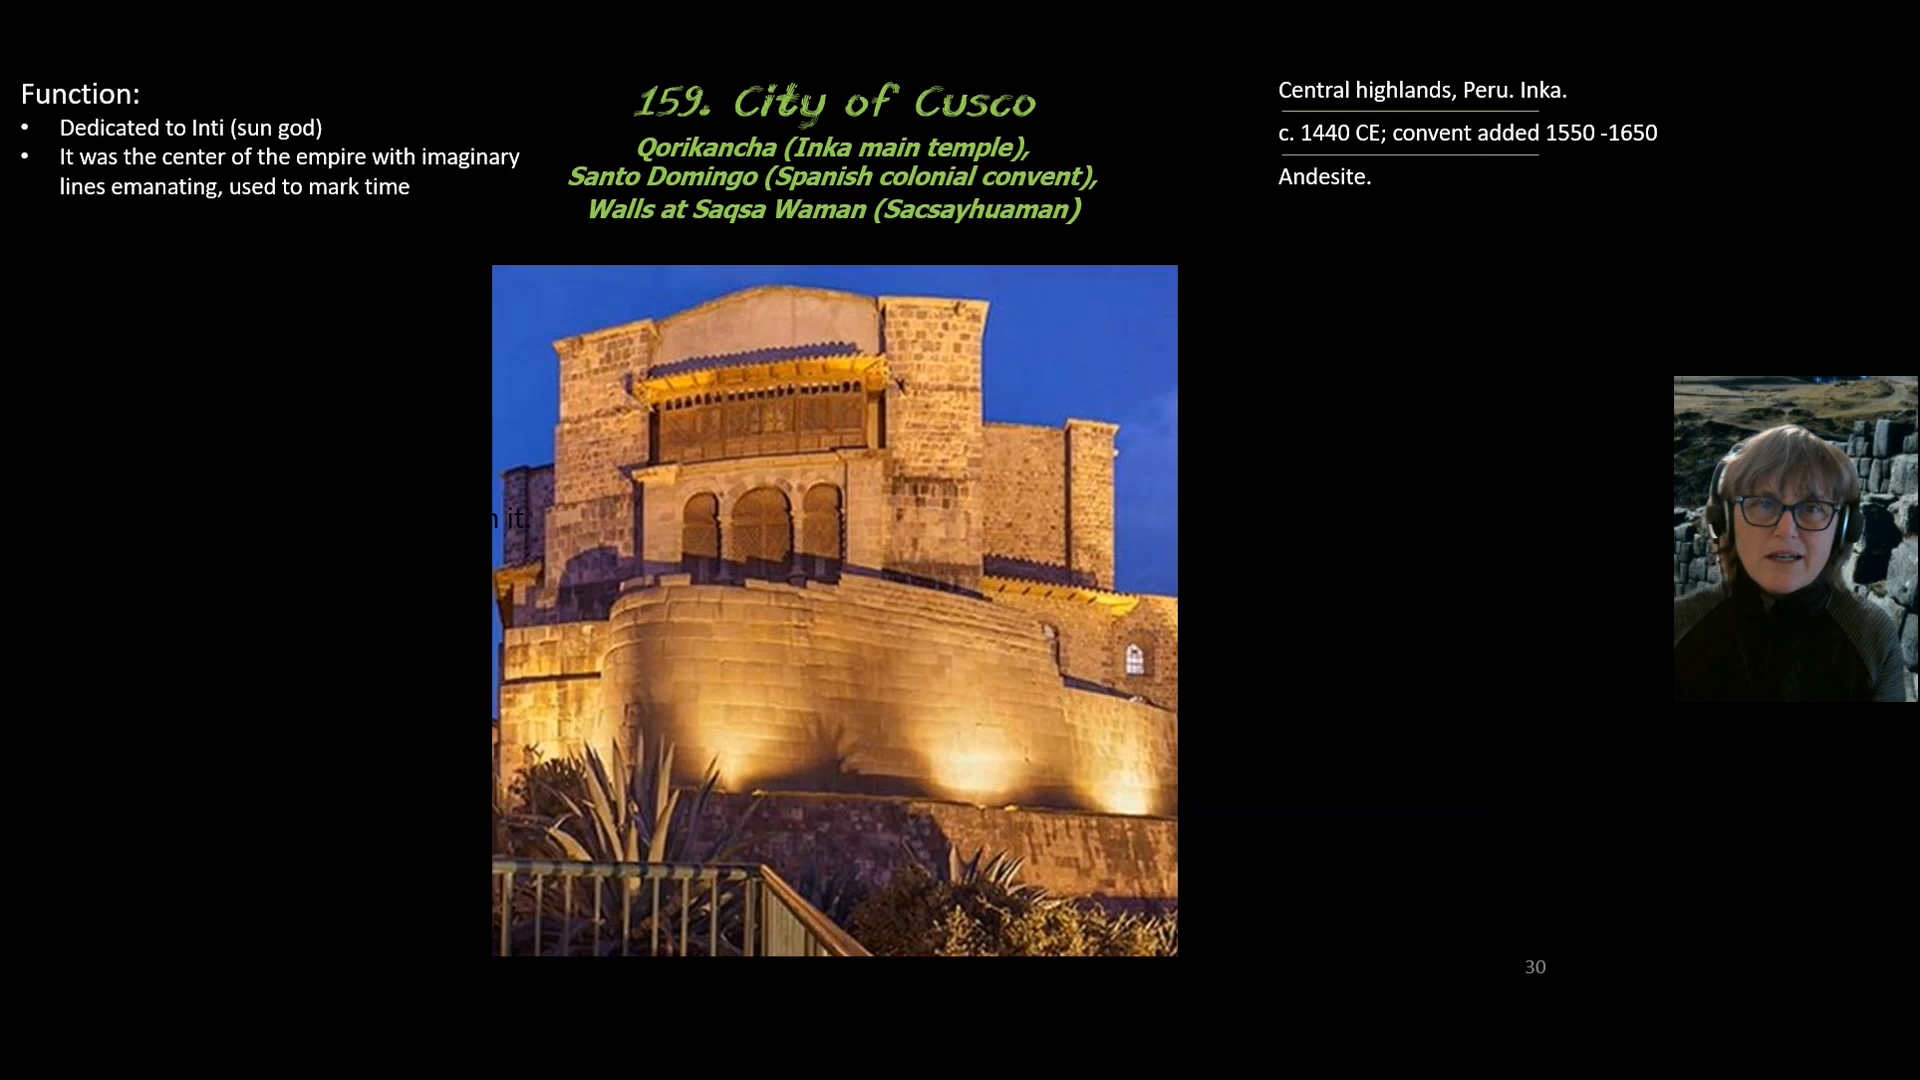 Function:
• Dedicated to Inti (sun god)
• It was the center of the empire with imaginary
lines emanating, used to mark time
159. City of Cusco
Qorikancha (Inka main temple),
Santo Domingo (Spanish colonial convent),
Walls at Saqsa Waman (Sacsayhuaman)
Central highlands, Peru. Inka.
c. 1440 CE; convent added 1550 -1650
Andesite.
it.
30